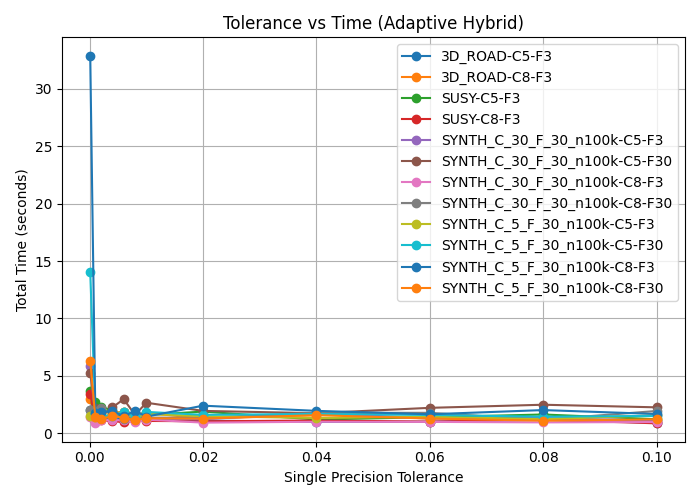 Tolerance vs Time (Adaptive Hybrid)
Total Time (seconds)
30
25
20
15
10
5
0
3D_ROAD-C5-F3
3D_ROAD-C8-F3
SUSY-C5-F3
SUSY-C8-F3
SYNTH_C_30_F_30_n100k-C5-F3
SYNTH_C_30_F_30_n100k-C5-F30
SYNTH_C_30_F_30_n100k-C8-F3
SYNTH_C_30_F_30_n100k-C8-F30
SYNTH_C_5_F_30_n100k-C5-F3
SYNTH_C_5_F_30_n100k-C5-F30
SYNTH_C_5_F_30_n100k-C8-F3
SYNTH_C_5_F_30_n100k-C8-F30
0.00 0.02 0.04 0.06 0.08 0.10
Single Precision Tolerance